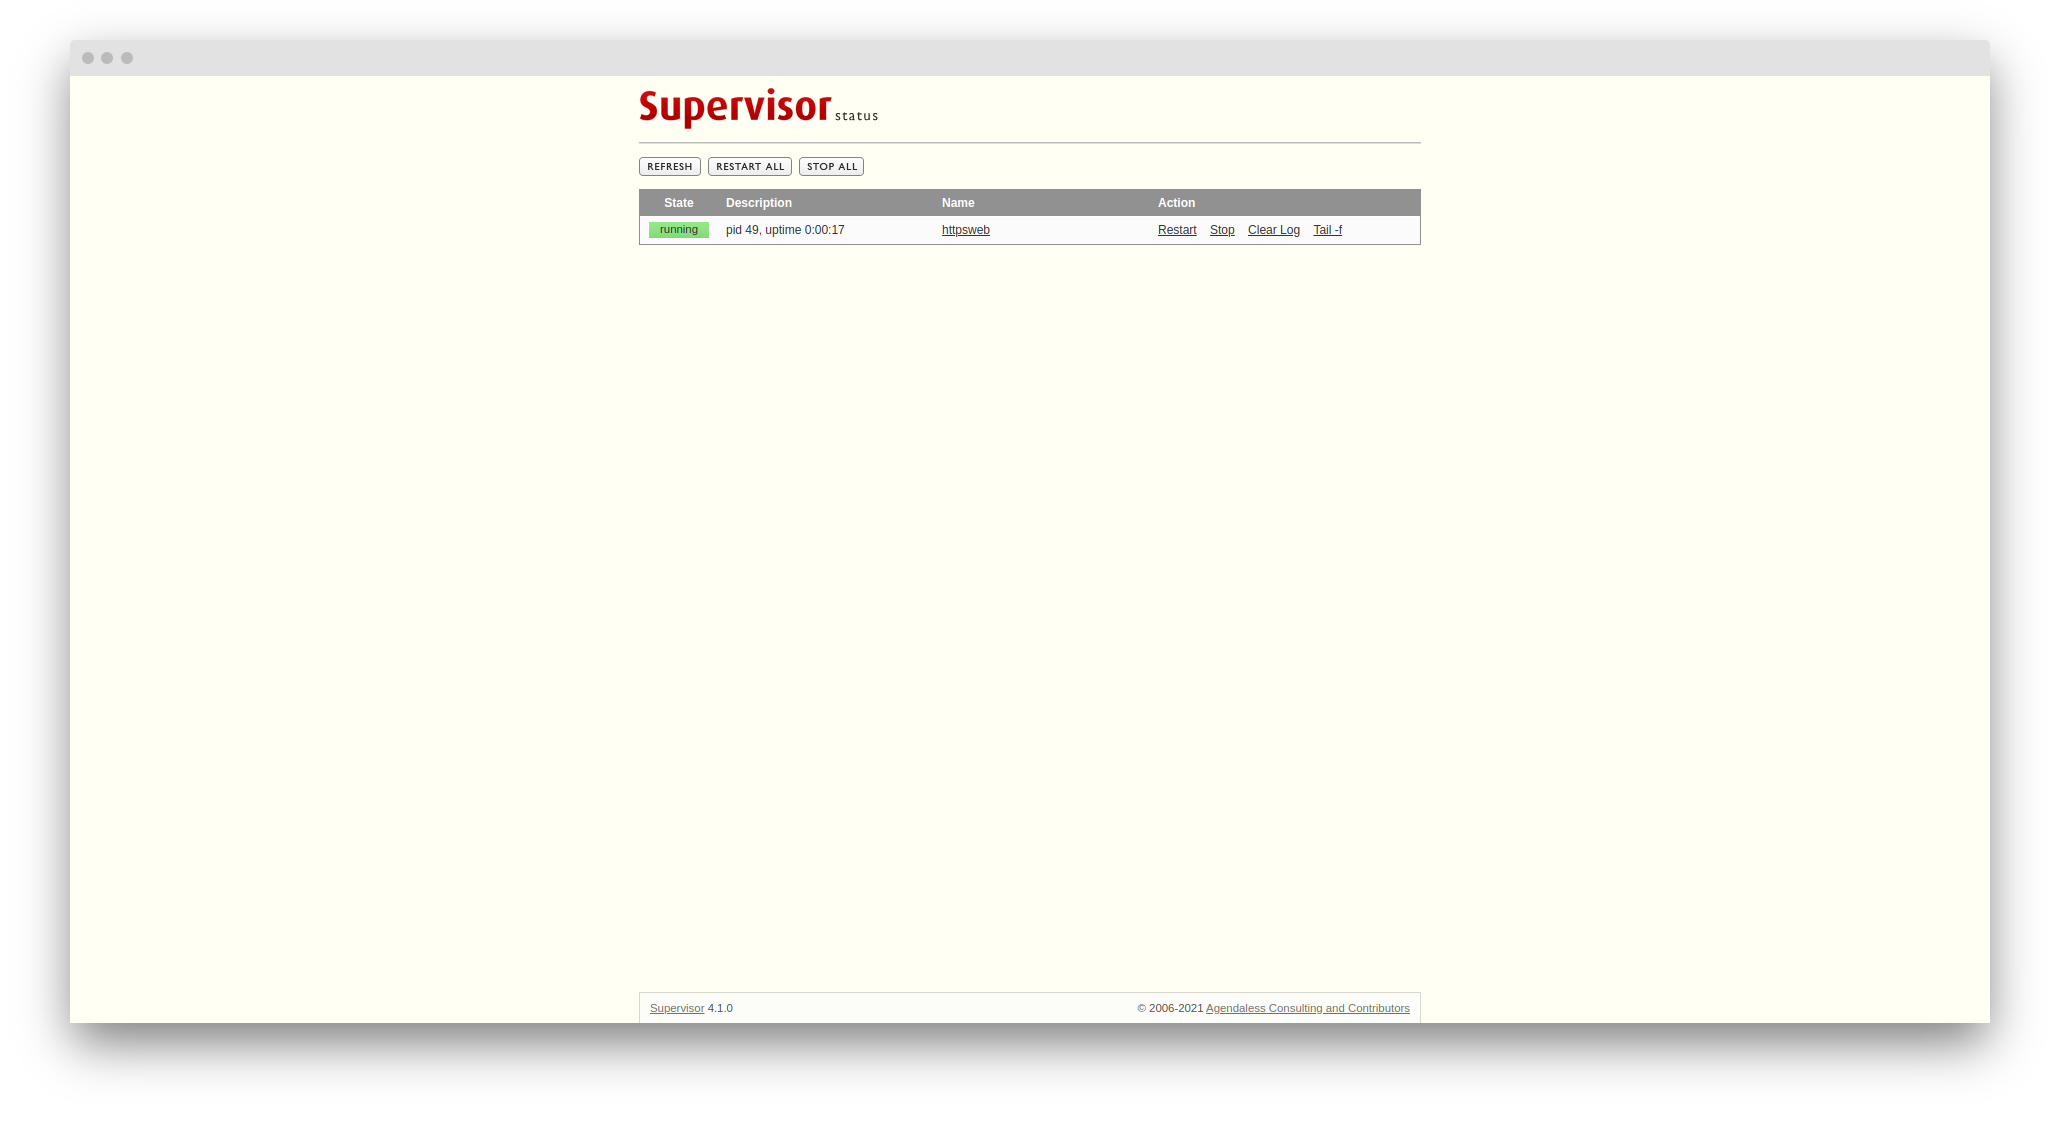 Supervisor status
REFRESH RESTART ALL STOP ALL
State Description Name Action
running pid 49, uptime 0:00:17 httpsweb Restart Stop Clear Log Tail -f
Supervisor 4.1.0 © 2006-2021 Agendaless Consulting and Contributors